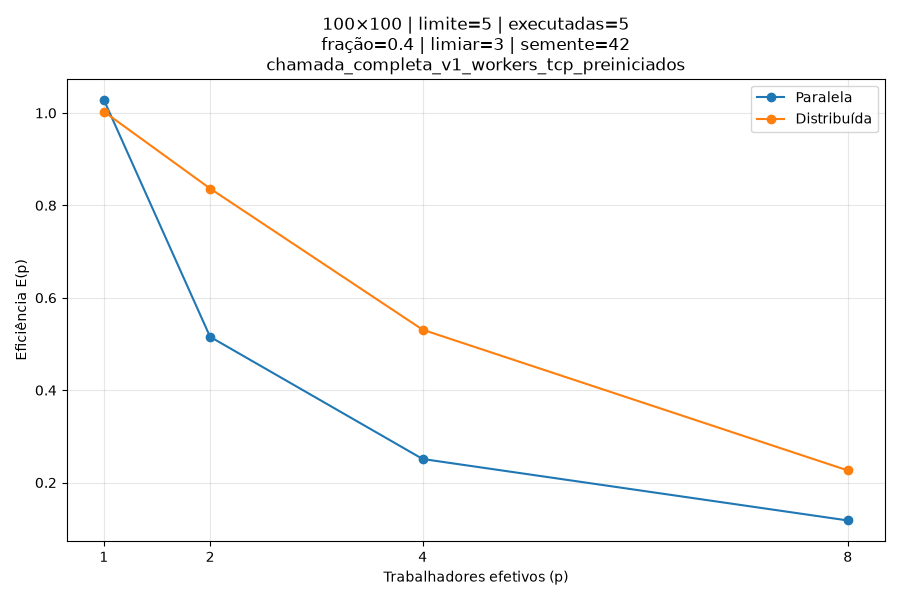 100×100 | limite=5 | executadas=5
fração=0.4 | limiar=3 | semente=42
chamada_completa_v1_workers_tcp_preiniciados
Paralela
Distribuída
Eficiência E(p)
1.0
0.8
0.6
0.4
0.2
1
2
4
8
Trabalhadores efetivos (p)